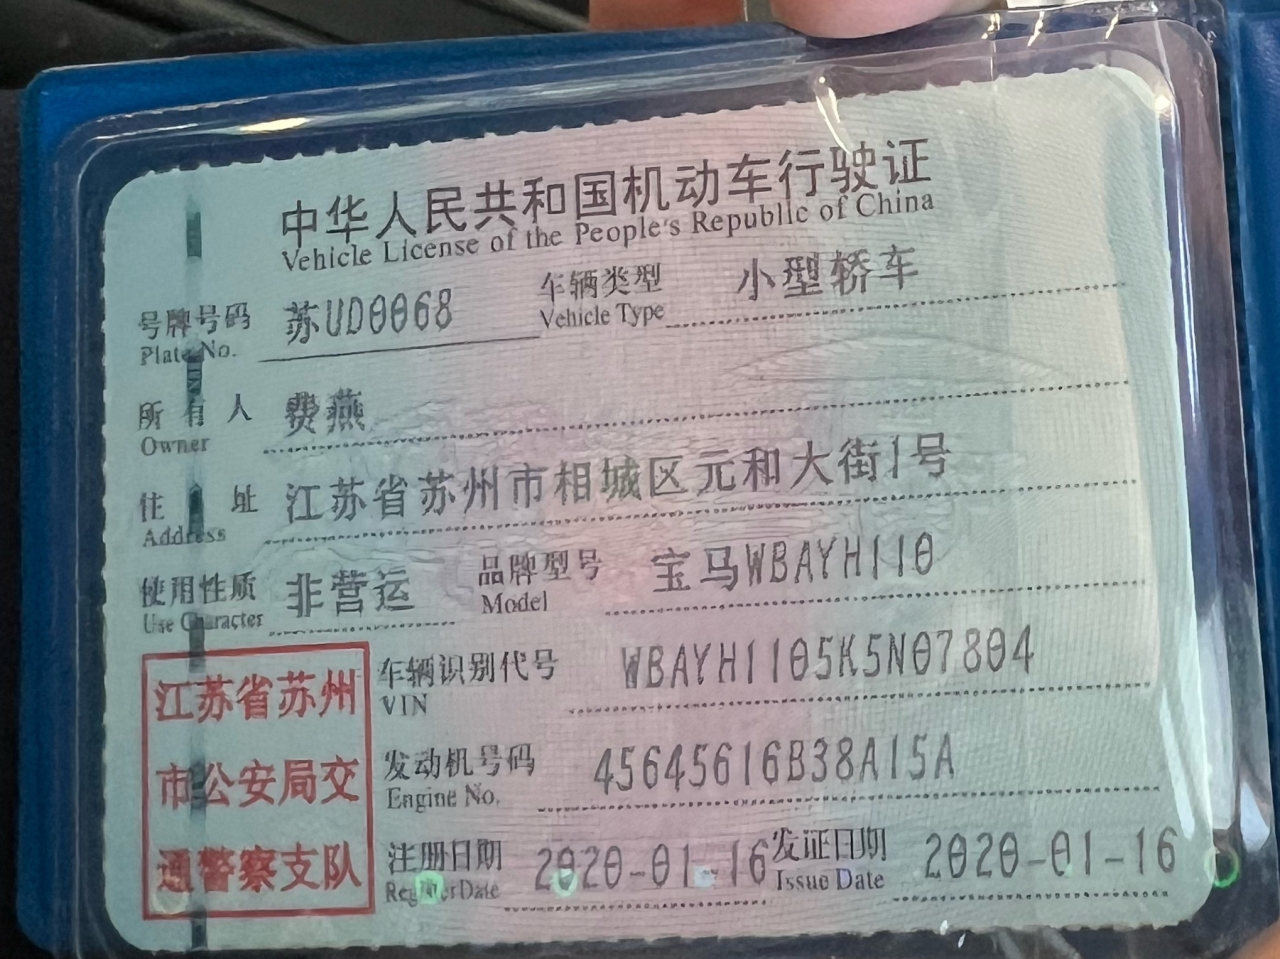 中华人民共和国机动车行驶证
Vehicle License of the People's Republic of China
号牌号码 苏UD0068 车辆类型 小型轿车
Plate No. Vehicle Type
所有人 费燕
Owner
住址 江苏省苏州市相城区元和大街1号
Address
使用性质 非营运 品牌型号 宝马WBAYH110
Use Character Model
江苏省苏州 车辆识别代号 WBAYH1105K5N07804
VIN
市公安局交 发动机号码 45645616B38A15A
Engine No.
通警察支队 注册日期 2020-01-16 发证日期 2020-01-16
Register Date Issue Date